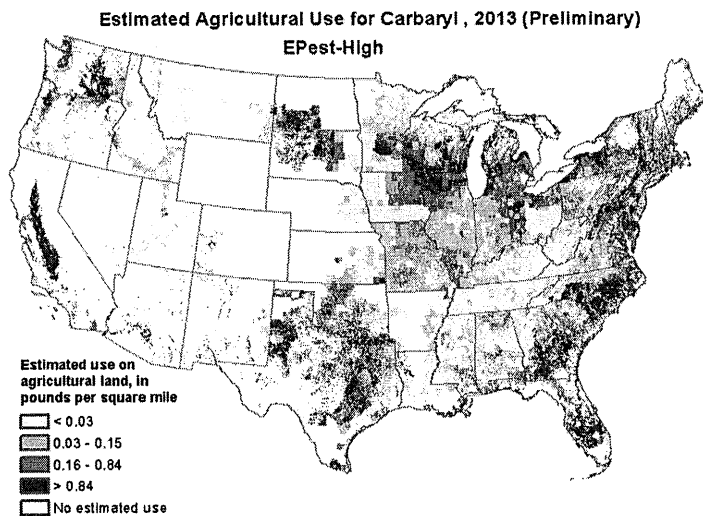 Estimated Agricultural Use for Carbaryl , 2013 (Preliminary)
EPest-High
Estimated use on
agricultural land, in
pounds per square mile
< 0.03
0.03 - 0.15
0.16 - 0.84
> 0.84
No estimated use